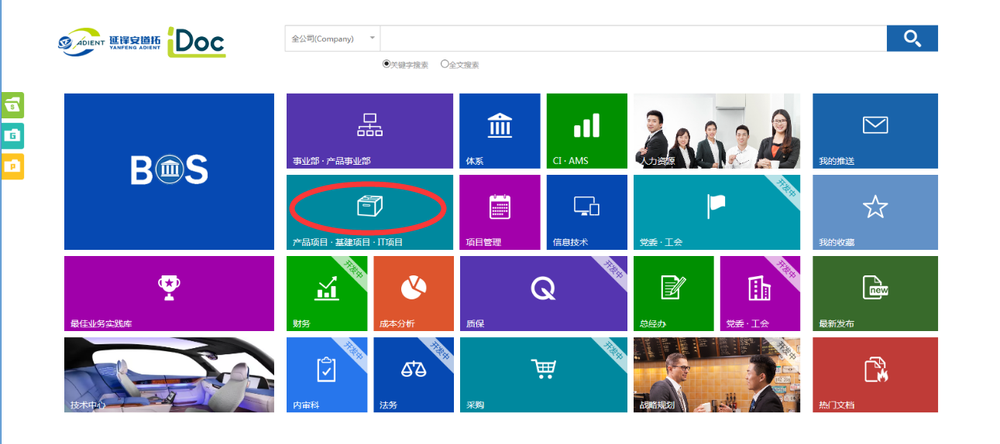 ADIENT 延锋安道拓 iDoc
YANFENG ADIENT
全公司(Company)
关键字搜素 全文搜素
S
G
P
BOS
事业部 · 产品事业部
体系
CI · AMS
人力资源
我的推送
产品项目 · 基建项目 · IT项目
项目管理
信息技术
开发中
党委 · 工会
我的收藏
最佳业务实践库
开发中
财务
成本分析
开发中
Q
质保
总经办
开发中
党委 · 工会
new
最新发布
技术中心
开发中
内审科
开发中
法务
开发中
采购
开发中
战略规划
热门文档